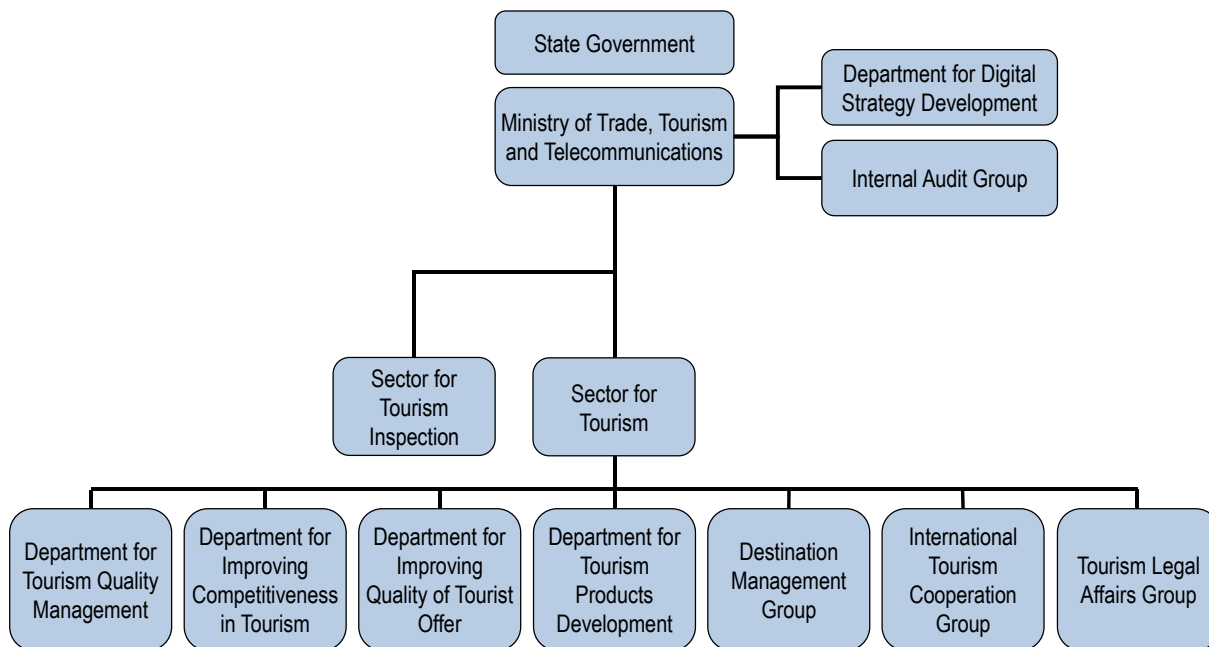 State Government
Ministry of Trade, Tourism
and Telecommunications
Department for Digital
Strategy Development
Internal Audit Group
Sector for
Tourism
Inspection
Sector for
Tourism
Department for
Tourism Quality
Management
Department for
Improving
Competitiveness
in Tourism
Department for
Improving
Quality of Tourist
Offer
Department for
Tourism
Products
Development
Destination
Management
Group
International
Tourism
Cooperation
Group
Tourism Legal
Affairs Group